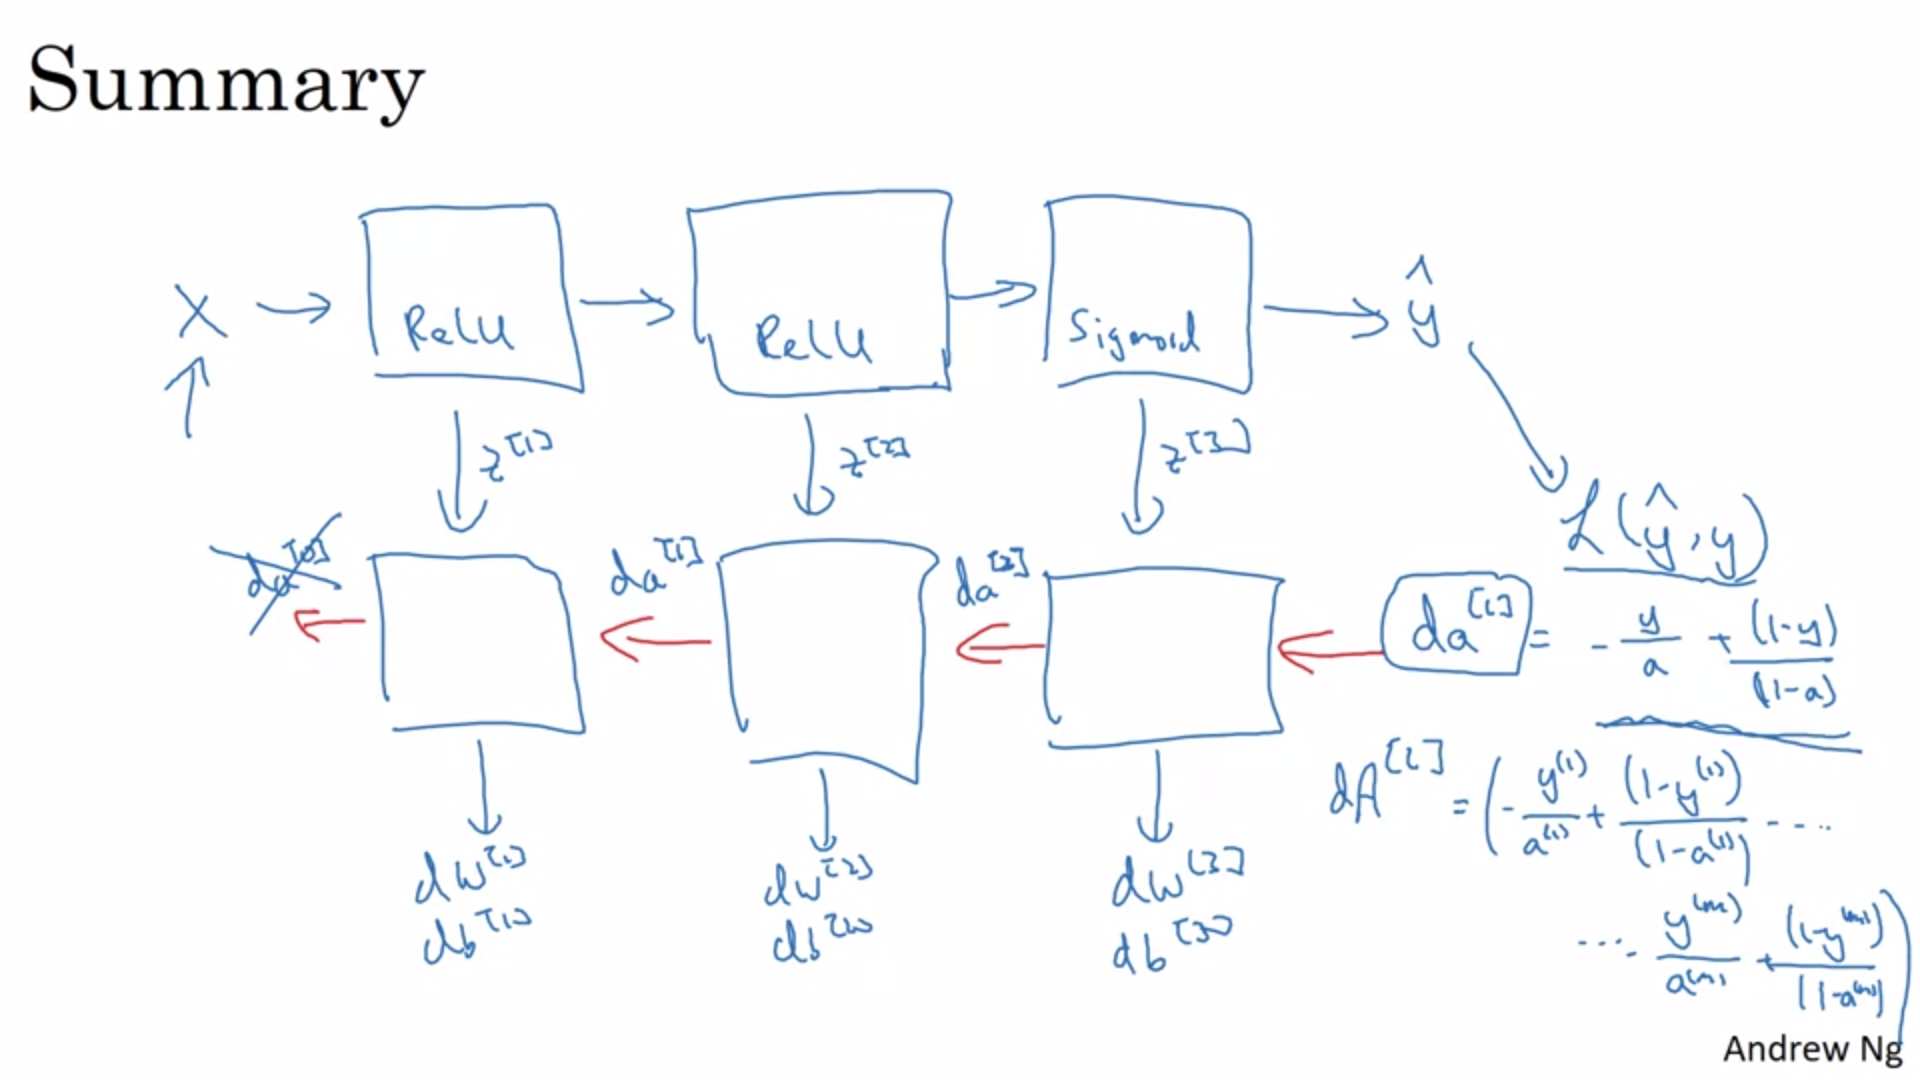 Summary
X → ReLU → ReLU → Sigmoid → ŷ
z^[1] z^[2] z^[3]
L(ŷ, y)
da^[0] da^[1] da^[2] da^[l] = - y/a + (1-y)/(1-a)
dA^[l] = (- y^(1)/a^(1) + (1-y^(1))/(1-a^(1)) ----
dw^[1] dw^[2] dw^[3]
db^[1] db^[2] db^[3]
.... y^(m)/a^(m) + (1-y^(m))/(1-a^(m)))
Andrew Ng